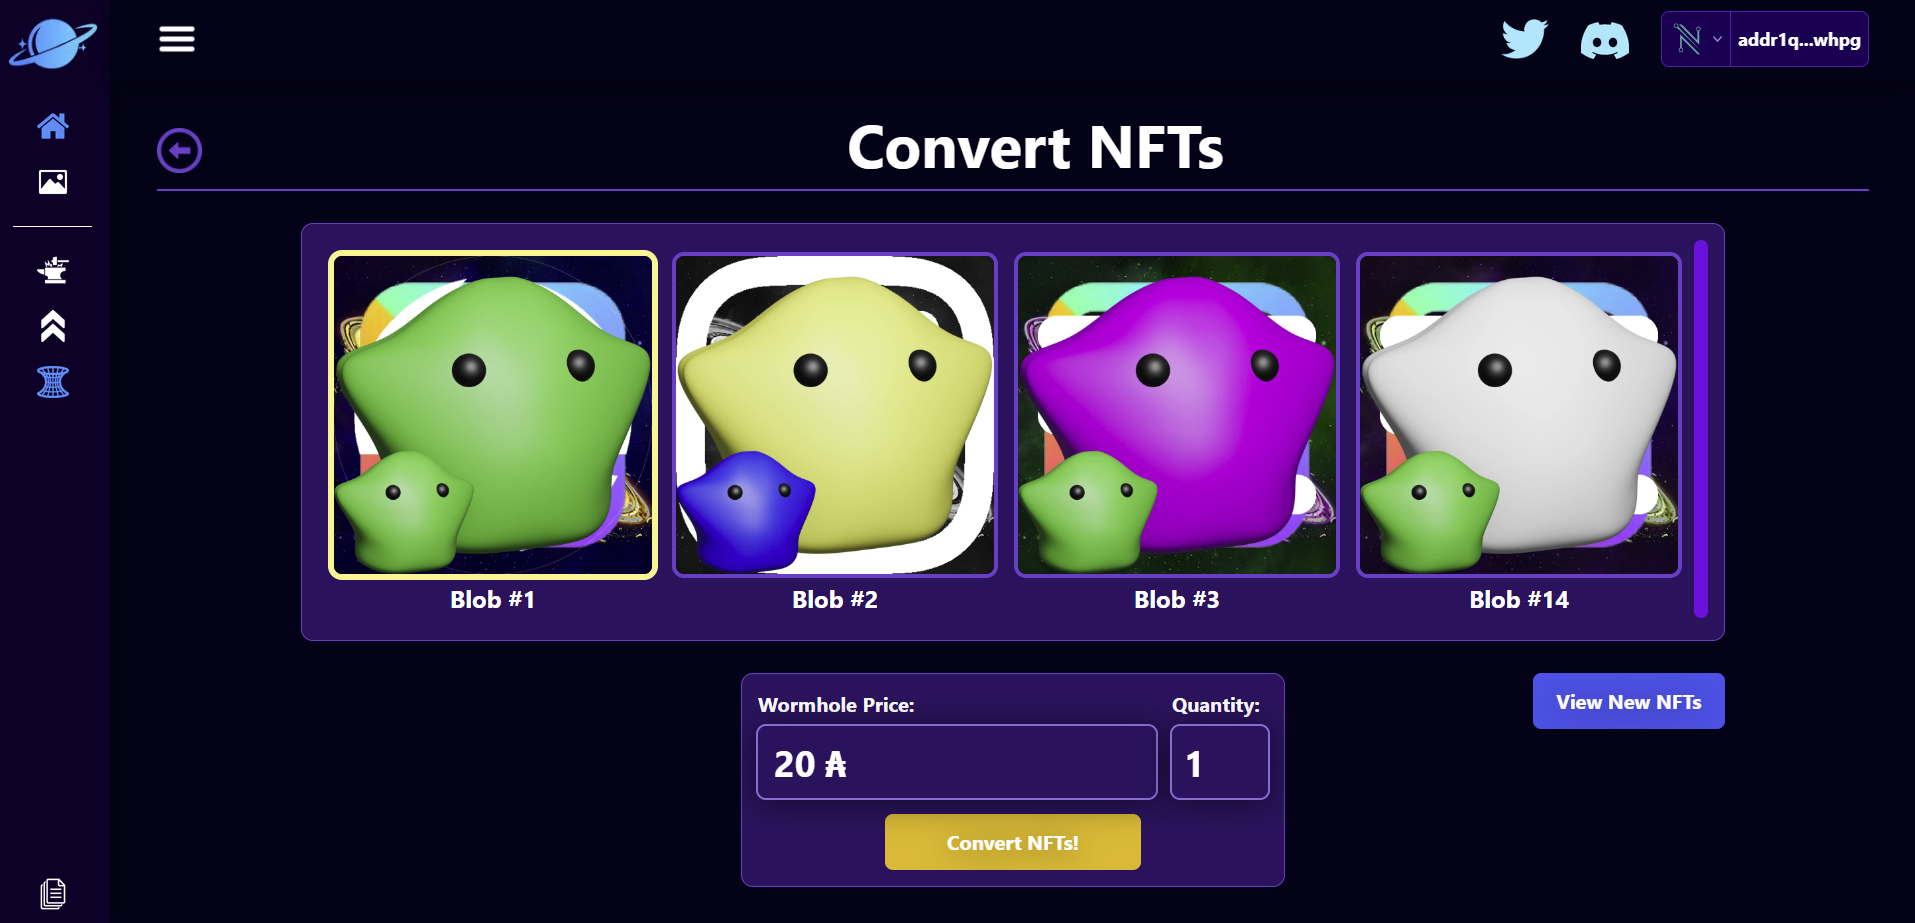 addr1q...whpg
Convert NFTs
Blob #1
Blob #2
Blob #3
Blob #14
Wormhole Price:
Quantity:
20 ₳
1
View New NFTs
Convert NFTs!